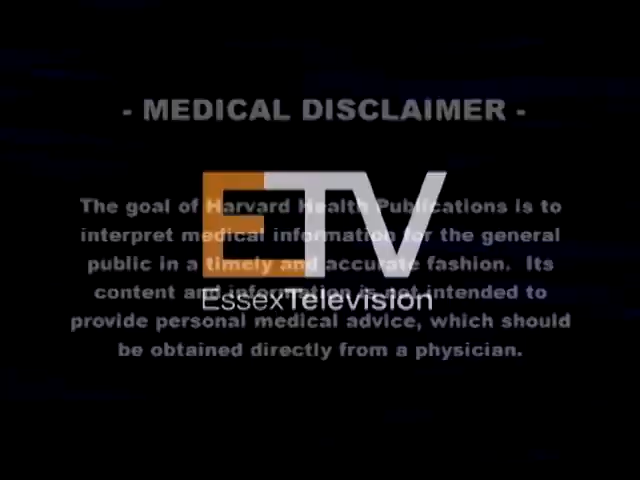 - MEDICAL DISCLAIMER -
ETV
EssexTelevision
The goal of Harvard Health Publications is to
interpret medical information for the general
public in a timely and accurate fashion. Its
content and information is not intended to
provide personal medical advice, which should
be obtained directly from a physician.